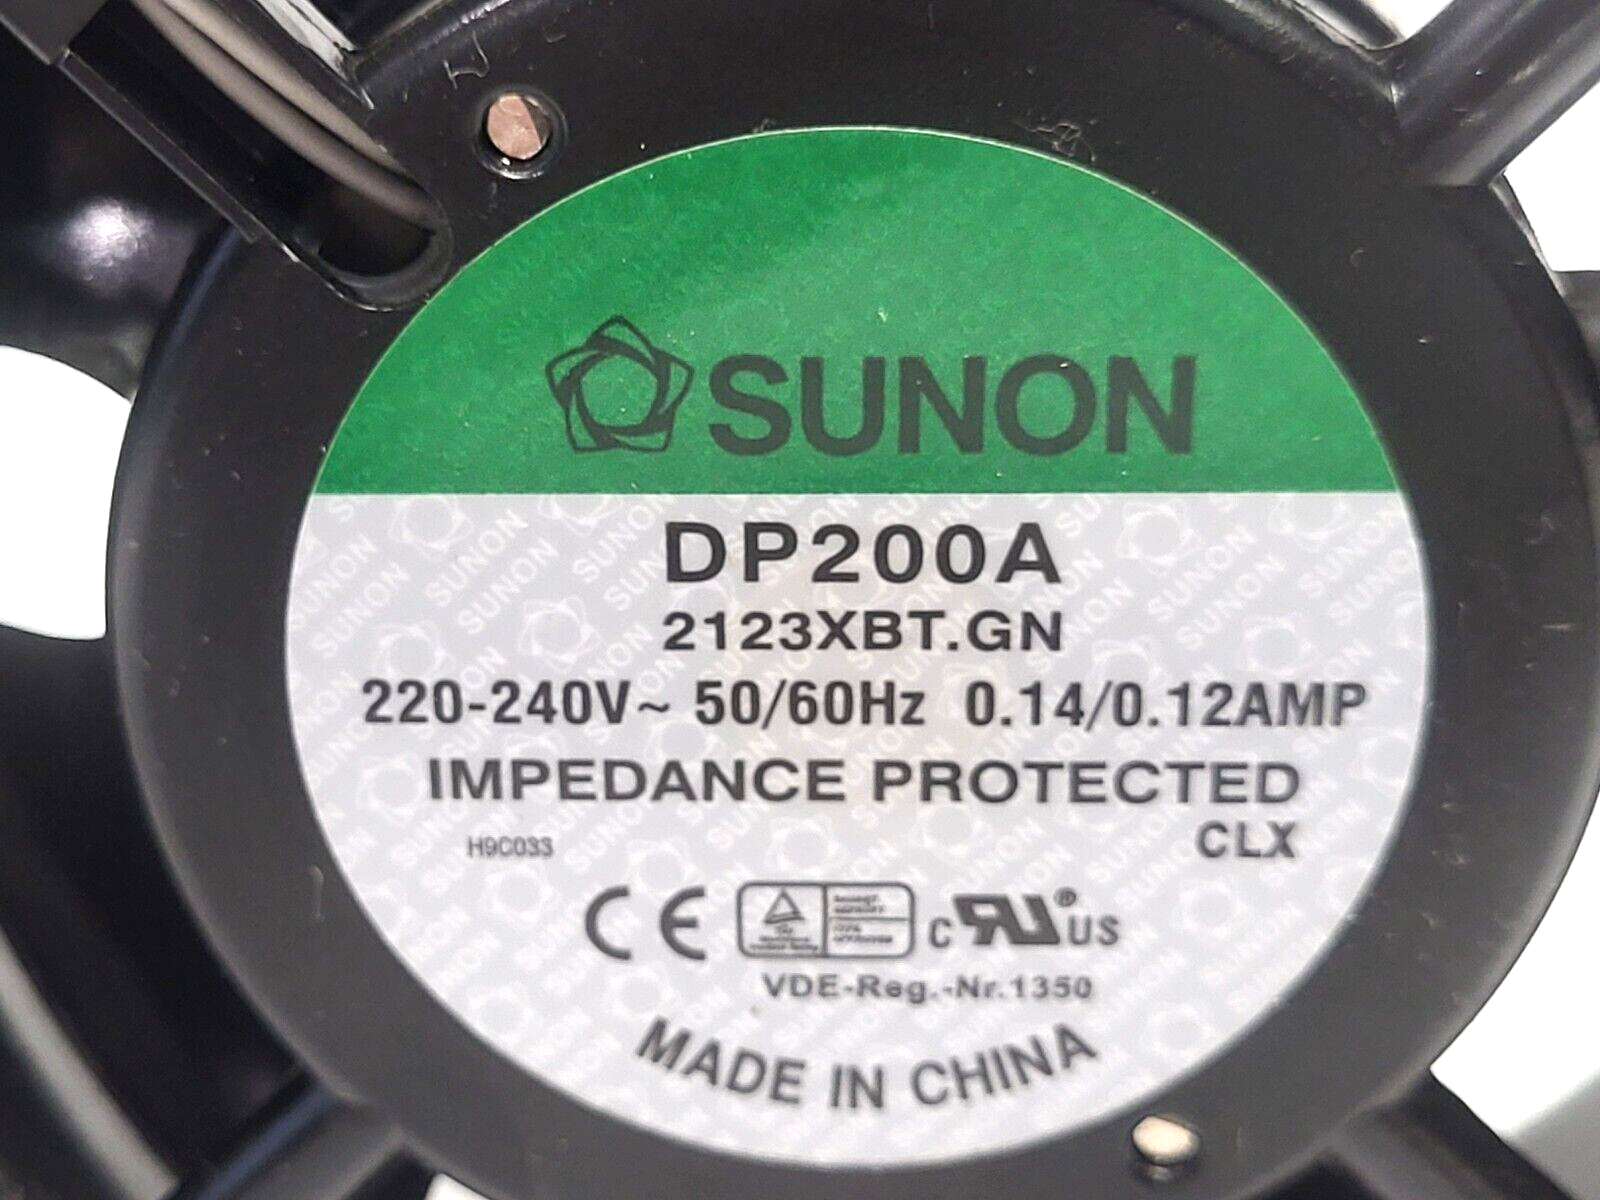 SUNON
DP200A
2123XBT.GN
220-240V~ 50/60Hz 0.14/0.12AMP
IMPEDANCE PROTECTED
CLX
H9C033
CE
c RU® US
VDE-Reg.-Nr.1350
MADE IN CHINA